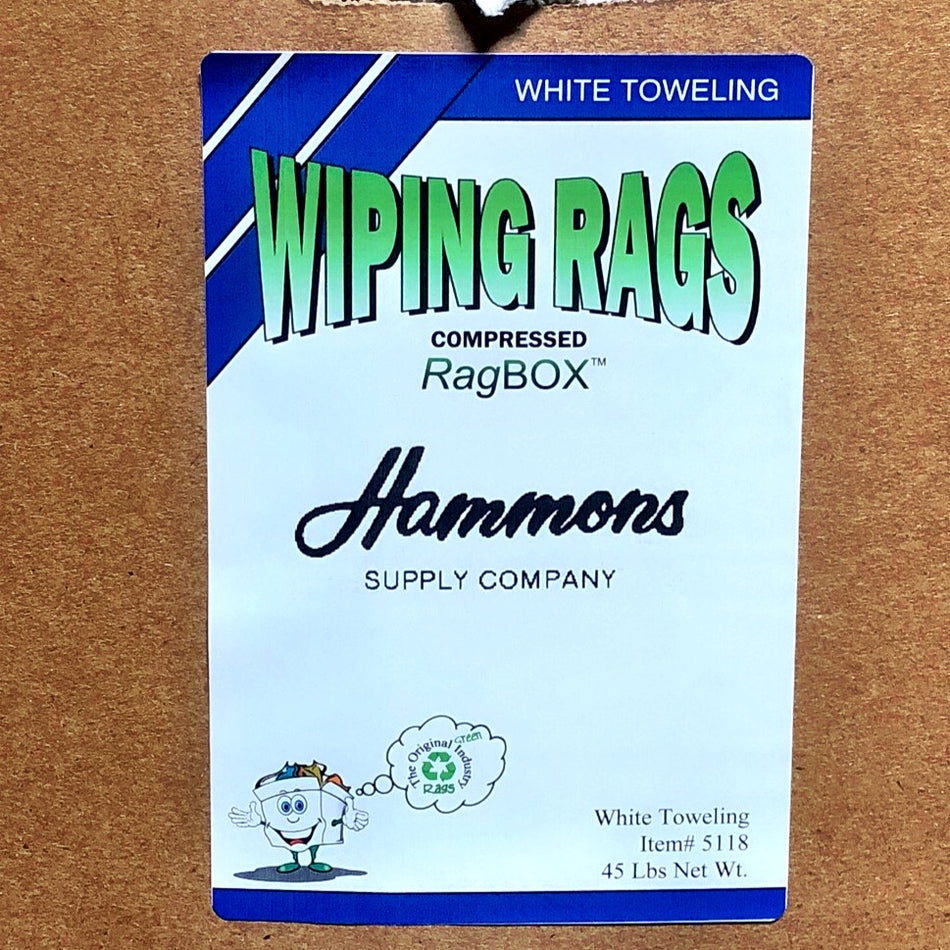 WHITE TOWELING
WIPING RAGS
COMPRESSED
RagBOX™
Hammons
SUPPLY COMPANY
The Original Green Industry
Rags
White Toweling
Item# 5118
45 Lbs Net Wt.